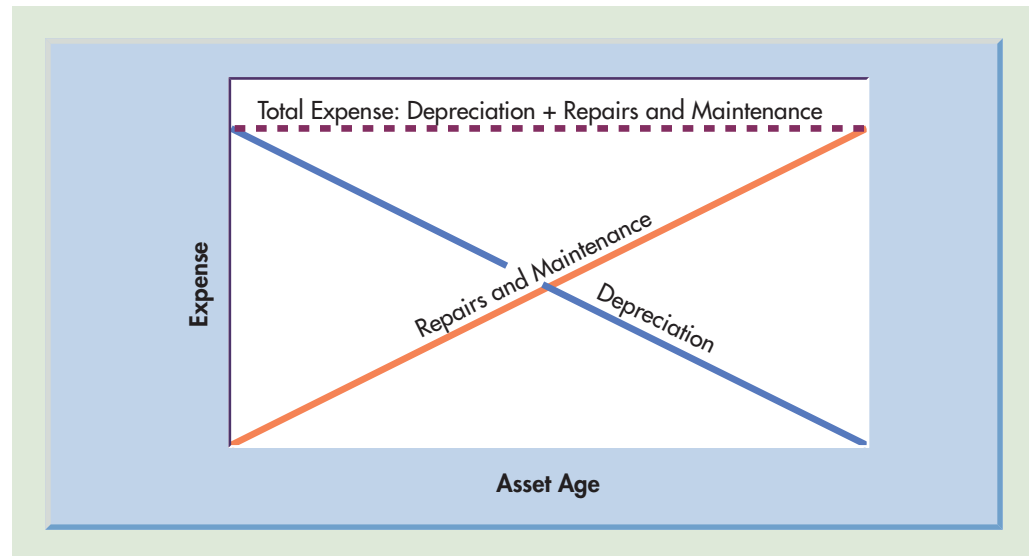 Total Expense: Depreciation + Repairs and Maintenance
Expense
Repairs and Maintenance
Depreciation
Asset Age